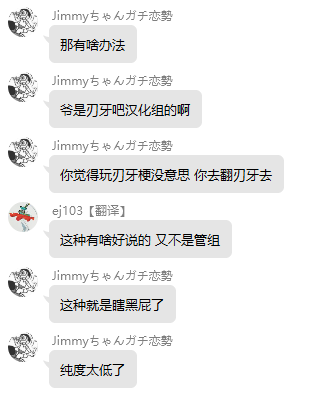 Jimmyちゃんガチ恋勢
那有啥办法
Jimmyちゃんガチ恋勢
爷是刃牙吧汉化组的啊
Jimmyちゃんガチ恋勢
你觉得玩刃牙梗没意思 你去翻刃牙去
ej103【翻译】
这种有啥好说的 又不是管组
Jimmyちゃんガチ恋勢
这种就是瞎黑屁了
Jimmyちゃんガチ恋勢
纯度太低了